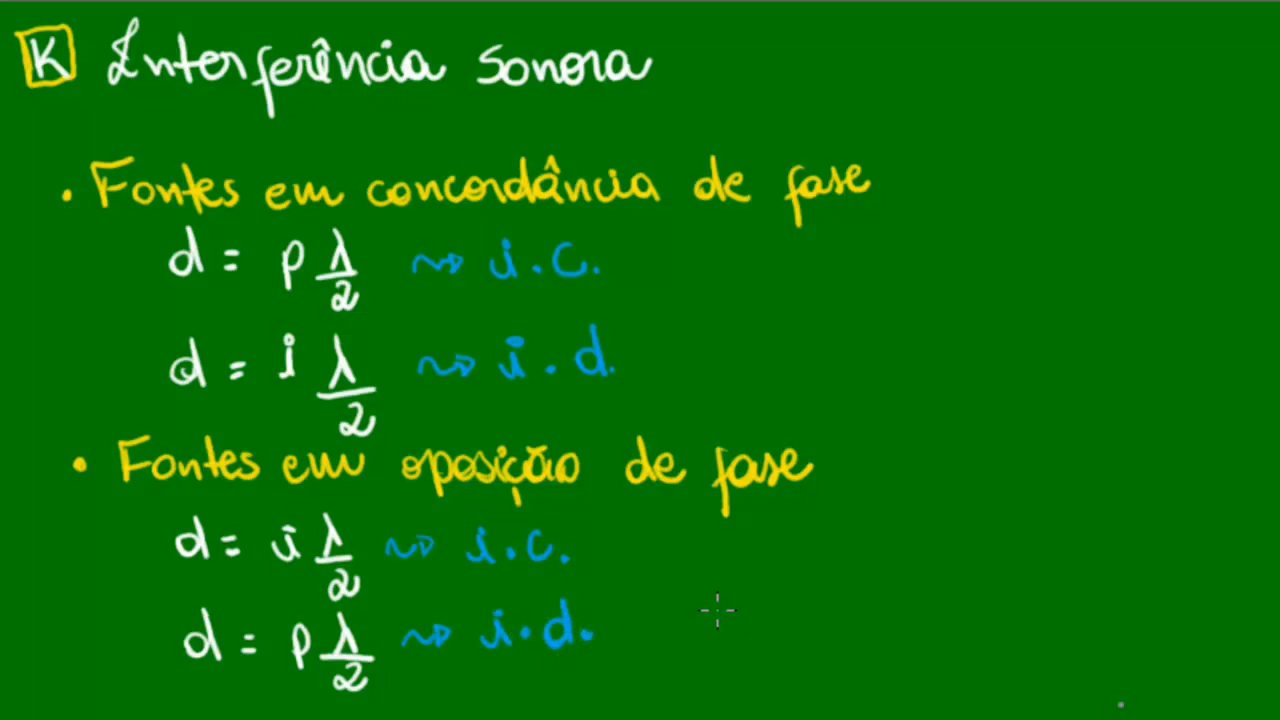 K Interferência sonora
• Fontes em concordância de fase
d = p λ/2 ⇝ i.c.
d = i λ/2 ⇝ i.d.
• Fontes em oposição de fase
d = i λ/2 ⇝ i.c.
d = p λ/2 ⇝ i.d.